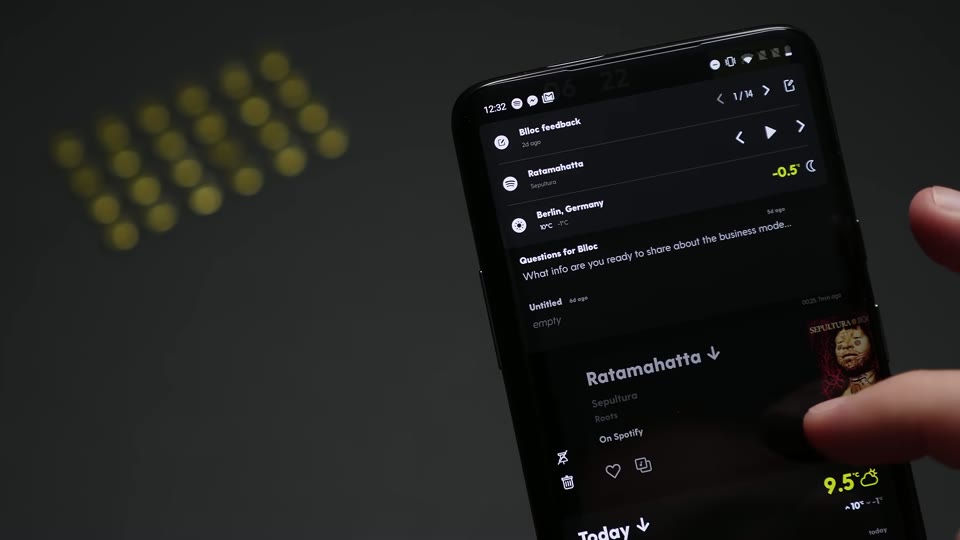 12:32
Blloc feedback
2d ago
1/14
Ratamahatta
Sepultura
Berlin, Germany
10°C -1°C
-0.5°
Questions for Blloc
5d ago
What info are you ready to share about the business mode...
Untitled 6d ago
empty
Ratamahatta
SEPULTURA
Sepultura
Roots
On Spotify
9.5°c
10° -1°
Today
today